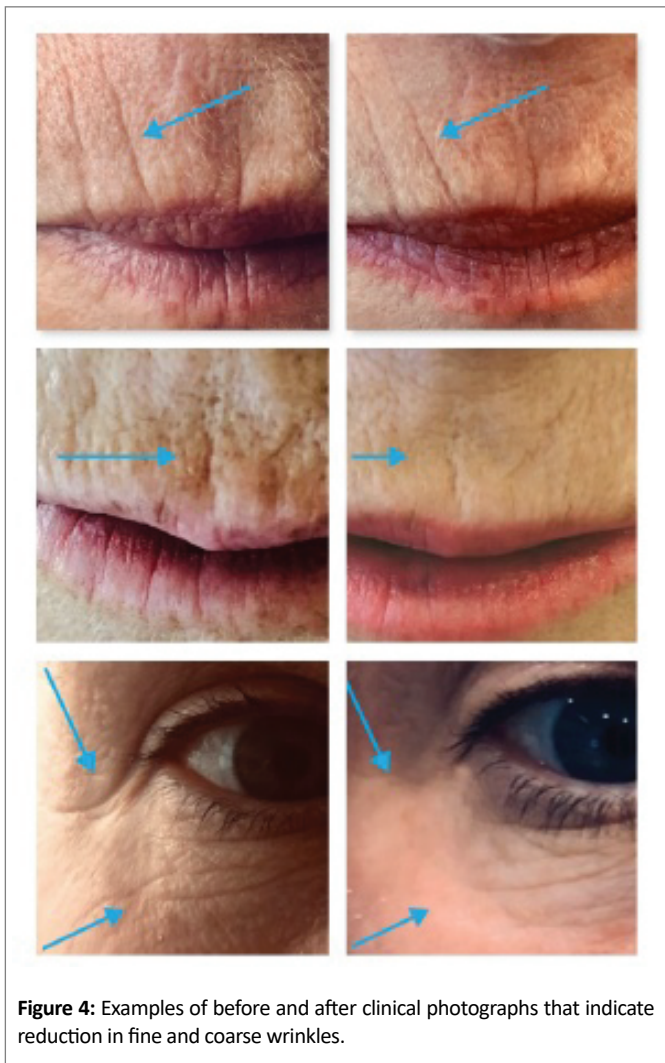 Figure 4: Examples of before and after clinical photographs that indicate
reduction in fine and coarse wrinkles.